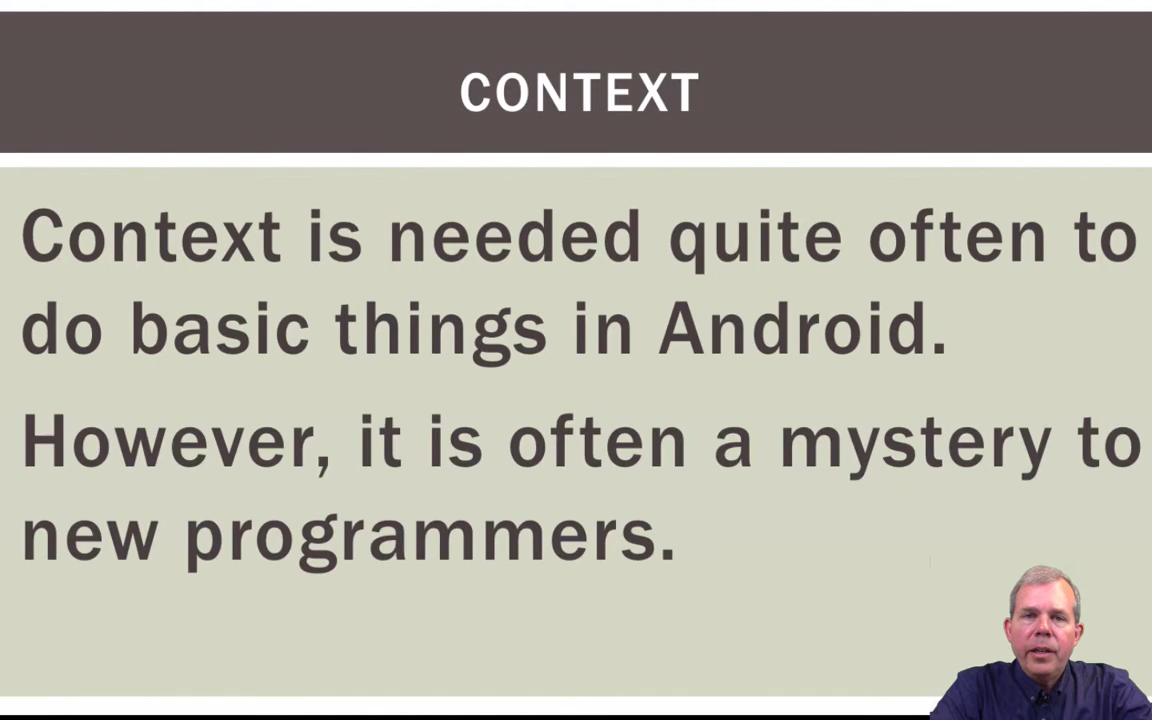 CONTEXT
Context is needed quite often to
do basic things in Android.
However, it is often a mystery to
new programmers.